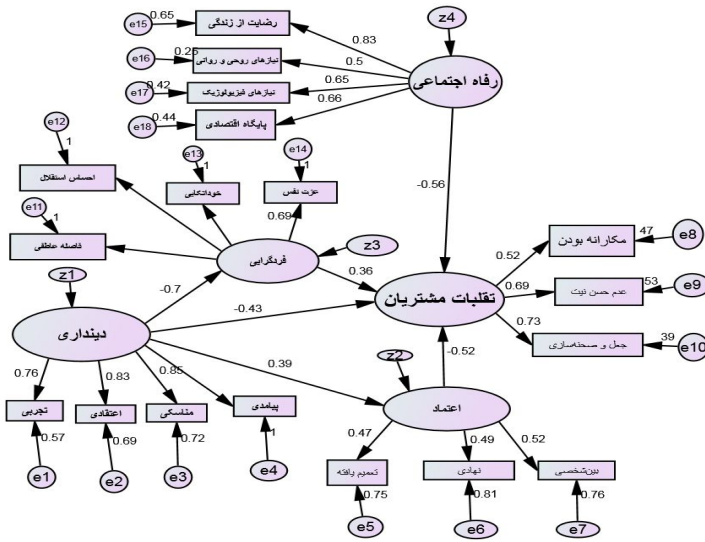 e15
0.65
رضایت از زندگی
0.83
z4
e16
0.25
نیازهای روحی و روانی
0.5
رفاه اجتماعی
e17
0.42
نیازهای فیزیولوژیک
0.65
e18
0.44
پایگاه اقتصادی
0.66
e12
1
احساس استقلال
e13
1
خوداتکایی
e14
1
عزت نفس
0.69
-0.56
e11
1
فاصله عاطفی
فردگرایی
z3
0.36
مکارانه بودن
47
e8
0.52
z1
-0.7
-0.43
تقلبات مشتریان
0.69
عدم حسن نیت
53
e9
دینداری
0.73
جعل و صحنه‌سازی
39
e10
0.39
z2
-0.52
اعتماد
0.76
0.83
0.85
تجربی
اعتقادی
مناسکی
پیامدی
0.57
0.69
0.72
1
e1
e2
e3
e4
0.47
0.49
0.52
تعمیم یافته
نهادی
بین‌شخصی
0.75
0.81
0.76
e5
e6
e7